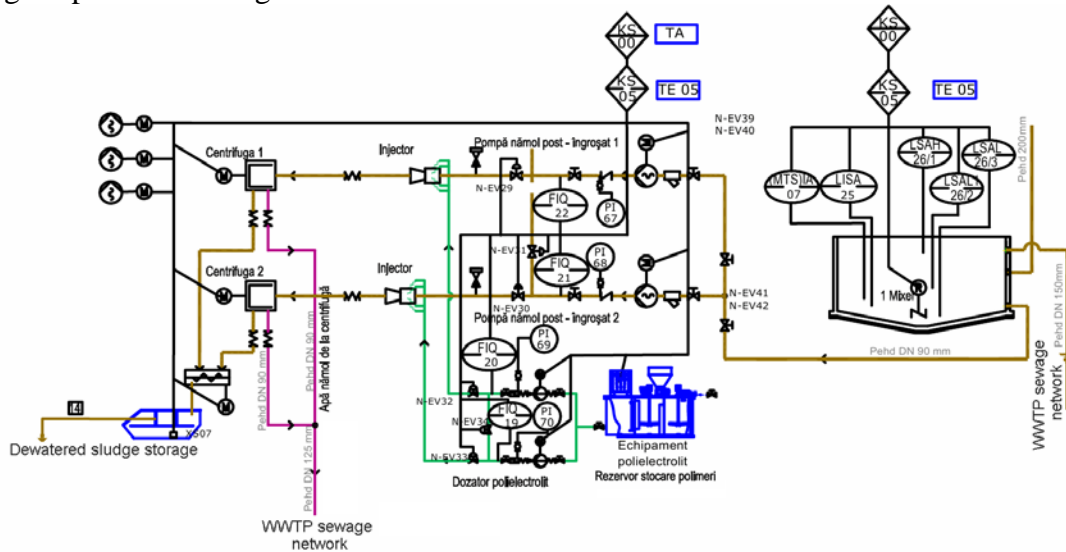 KS
00
TA
KS
00
KS
05
TE 05
KS
05
TE 05
N-EV39
N-EV40
Pehd 200mm
Centrifuga 1
Injector
Pompă nămol post - îngroșat 1
LSAH
26/1
LSAL
26/3
(MTS)IA
07
LISA
25
LSAL1
26/2
M
M
M
M
N-EV29
FIQ
22
PI
67
N-EV31
PI
68
FIQ
21
Centrifuga 2
Injector
M
N-EV30
Pompă nămol post - îngroșat 2
N-EV41
N-EV42
1 Mixer
Pehd DN 150mm
Pehd DN 90 mm
PI
69
FIQ
20
Pehd DN 90 mm
Pehd DN 90 mm
Apă nămol de la centrifugă
M
N-EV32
FIQ
19
PI
70
N-EV34
X507
Dewatered sludge storage
N-EV33
Pehd DN 125 mm
Dozator polielectrolit
Echipament
polielectrolit
Rezervor stocare polimeri
WWTP sewage
network
WWTP sewage
network